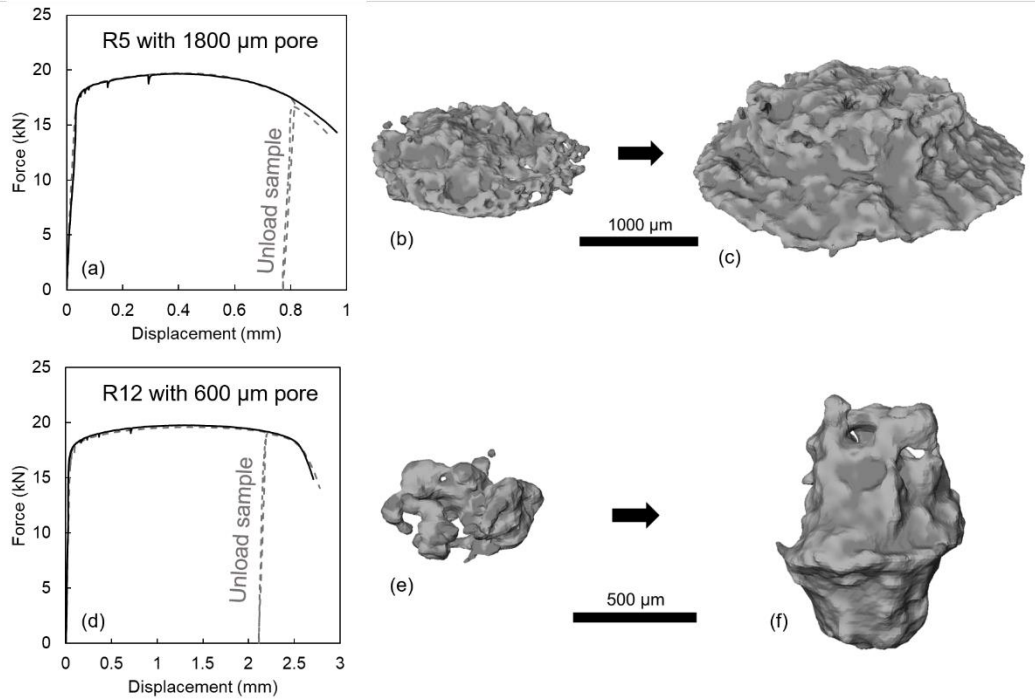 25
20
15
10
5
0
Force (kN)
R5 with 1800 µm pore
Unload sample
(a)
0 0.2 0.4 0.6 0.8 1
Displacement (mm)
(b)
1000 µm
(c)
25
20
15
10
5
0
Force (kN)
R12 with 600 µm pore
Unload sample
(d)
0 0.5 1 1.5 2 2.5 3
Displacement (mm)
(e)
500 µm
(f)